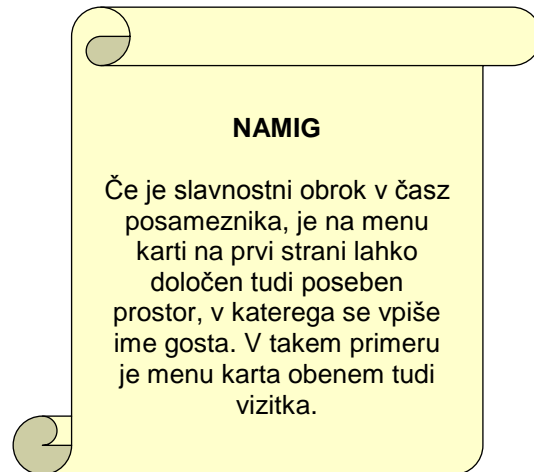 NAMIG
Če je slavnostni obrok v časz
posameznika, je na menu
karti na prvi strani lahko
določen tudi poseben
prostor, v katerega se vpiše
ime gosta. V takem primeru
je menu karta obenem tudi
vizitka.